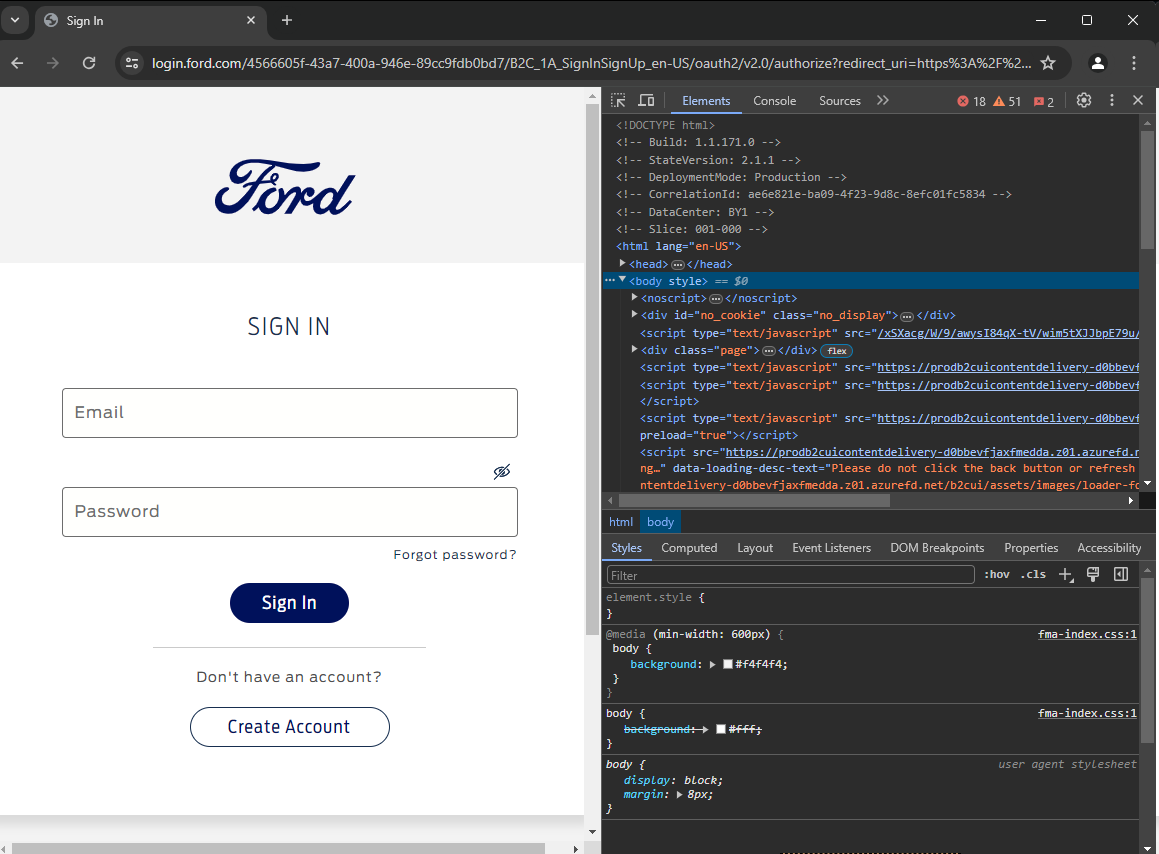 Sign In
login.ford.com/4566605f-43a7-400a-946e-89cc9fdb0bd7/B2C_1A_SignInSignUp_en-US/oauth2/v2.0/authorize?redirect_uri=https%3A%2F%2...
Ford
SIGN IN
Email
Password
Forgot password?
Sign In
Don't have an account?
Create Account
Elements Console Sources 18 51 2
<!DOCTYPE html>
<!-- Build: 1.1.171.0 -->
<!-- StateVersion: 2.1.1 -->
<!-- DeploymentMode: Production -->
<!-- CorrelationId: ae6e821e-ba09-4f23-9d8c-8efc01fc5834 -->
<!-- DataCenter: BY1 -->
<!-- Slice: 001-000 -->
<html lang="en-US">
<head> … </head>
<body style> == $0
<noscript> … </noscript>
<div id="no_cookie" class="no_display"> … </div>
<script type="text/javascript" src="/xSXacg/W/9/awysI84qX-tV/wim5tXJJbpE79u/
<div class="page"> … </div> flex
<script type="text/javascript" src="https://prodb2cuicontentdelivery-d0bbevf
<script type="text/javascript" src="https://prodb2cuicontentdelivery-d0bbevf
</script>
<script type="text/javascript" src="https://prodb2cuicontentdelivery-d0bbevf
preload="true"></script>
<script src="https://prodb2cuicontentdelivery-d0bbevfjaxfmedda.z01.azurefd.n
ng…" data-loading-desc-text="Please do not click the back button or refresh
ntentdelivery-d0bbevfjaxfmedda.z01.azurefd.net/b2cui/assets/images/loader-fo
html body
Styles Computed Layout Event Listeners DOM Breakpoints Properties Accessibility
Filter :hov .cls
element.style {
}
@media (min-width: 600px) { fma-index.css:1
body {
background: #f4f4f4;
}
}
body { fma-index.css:1
background: #fff;
}
body { user agent stylesheet
display: block;
margin: 8px;
}